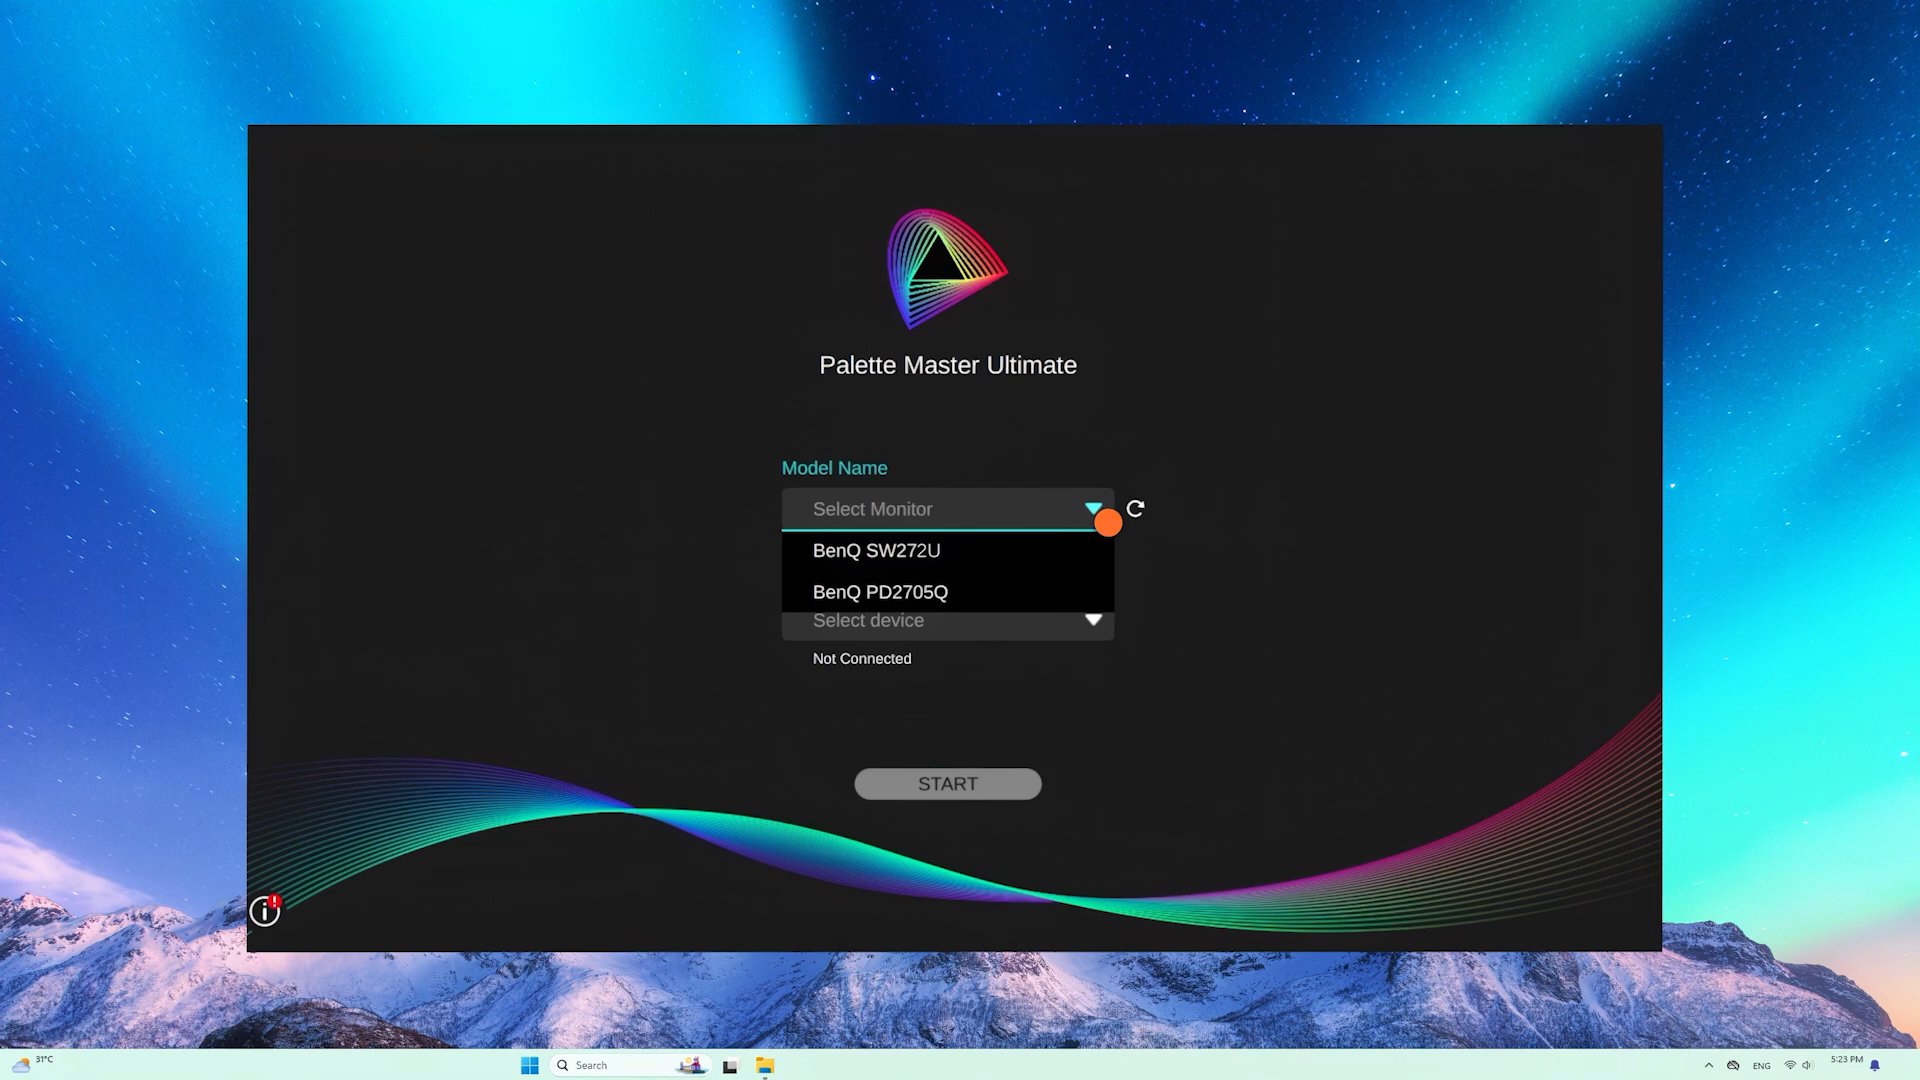 Palette Master Ultimate
Model Name
Select Monitor
BenQ SW272U
BenQ PD2705Q
Select device
Not Connected
START
31°C
Search
ENG
5:23 PM